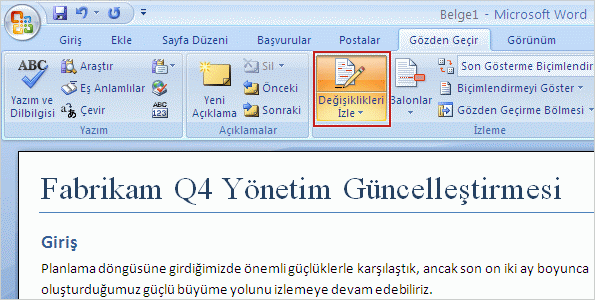 Belge1 - Microsoft Word
Giriş Ekle Sayfa Düzeni Başvurular Postalar Gözden Geçir Görünüm
ABC
Yazım ve
Dilbilgisi
Araştır
Eş Anlamlılar
Çevir
ABC
123
Yazım
Yeni
Açıklama
Sil
Önceki
Sonraki
Açıklamalar
Değişiklikleri
İzle
Balonlar
Son Gösterme Biçimlendir
Biçimlendirmeyi Göster
Gözden Geçirme Bölmesi
İzleme
Fabrikam Q4 Yönetim Güncelleştirmesi
Giriş
Planlama döngüsüne girdiğimizde önemli güçlüklerle karşılaştık, ancak son on iki ay boyunca
oluşturduğumuz güçlü büyüme yolunu izlemeye devam edebiliriz.